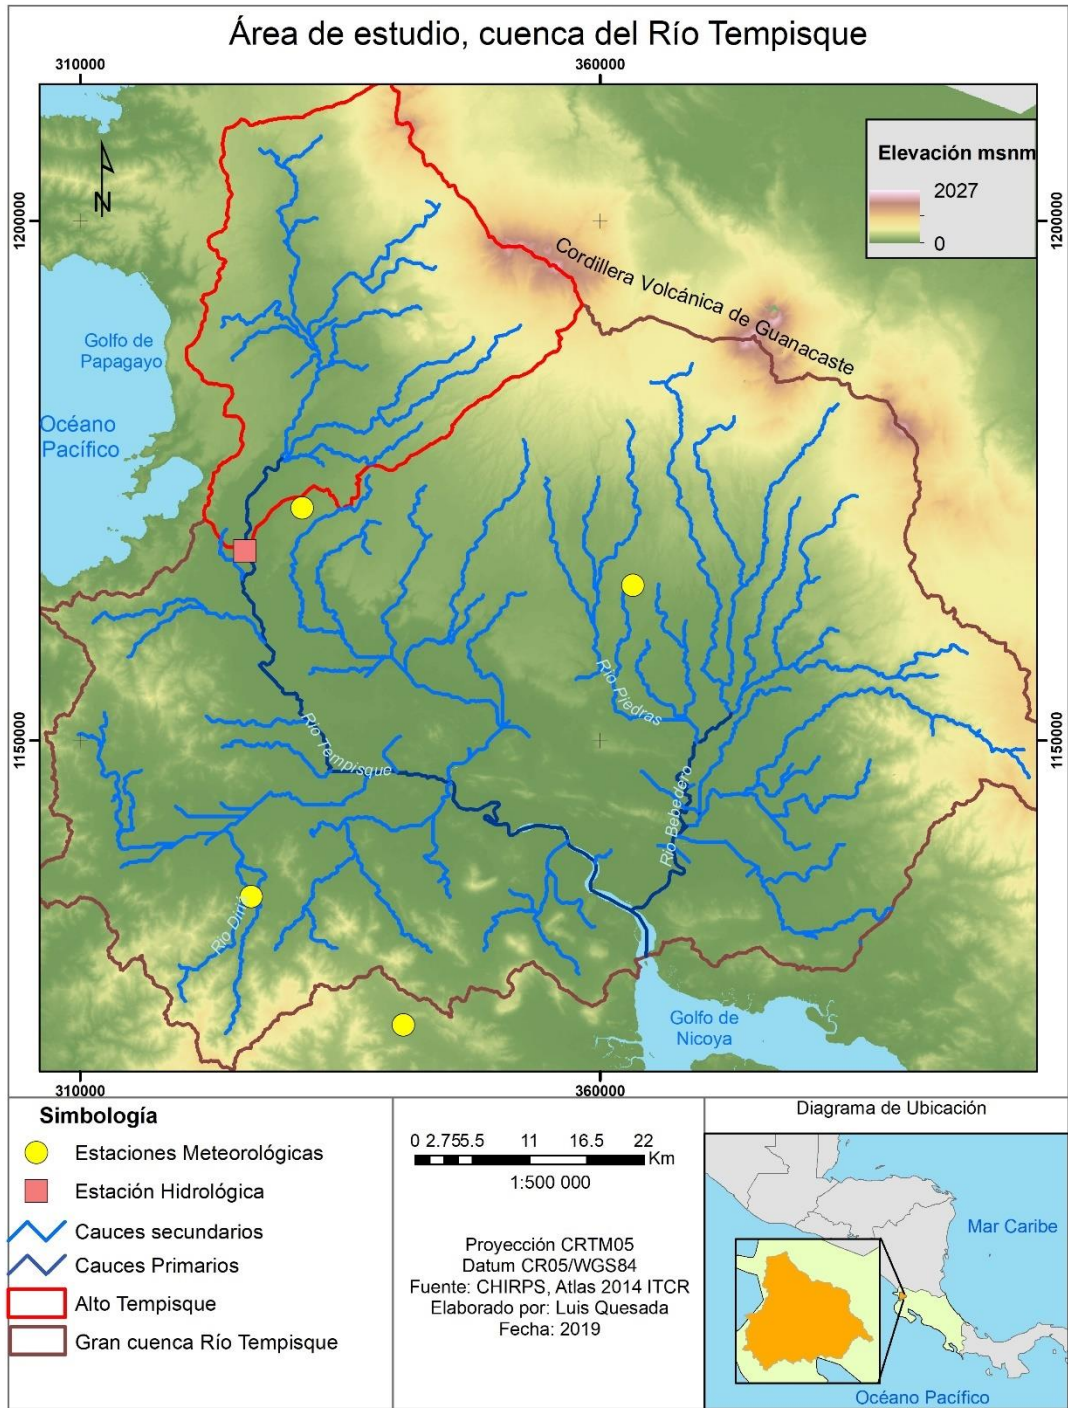 Área de estudio, cuenca del Río Tempisque
310000
360000
Elevación msnm
2027
0
1200000
1200000
Cordillera Volcánica de Guanacaste
Golfo de
Papagayo
Océano
Pacífico
N
Río Piedras
1150000
1150000
Río Tempisque
Río Bebedero
Río Diriá
Golfo de
Nicoya
310000
360000
Simbología
Estaciones Meteorológicas
Estación Hidrológica
Cauces secundarios
Cauces Primarios
Alto Tempisque
Gran cuenca Río Tempisque
0 2.755.5 11 16.5 22
Km
1:500 000
Proyección CRTM05
Datum CR05/WGS84
Fuente: CHIRPS, Atlas 2014 ITCR
Elaborado por: Luis Quesada
Fecha: 2019
Diagrama de Ubicación
Mar Caribe
Océano Pacífico